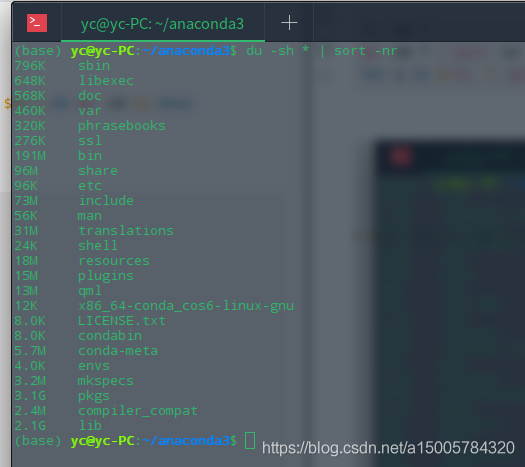 yc@yc-PC: ~/anaconda3
(base) yc@yc-PC:~/anaconda3$ du -sh * | sort -nr
796K sbin
648K libexec
568K doc
460K var
320K phrasebooks
276K ssl
191M bin
96M share
96K etc
73M include
56K man
31M translations
24K shell
18M resources
15M plugins
13M qml
12K x86_64-conda_cos6-linux-gnu
8.0K LICENSE.txt
8.0K condabin
5.7M conda-meta
4.0K envs
3.2M mkspecs
3.1G pkgs
2.4M compiler_compat
2.1G lib
(base) yc@yc-PC:~/anaconda3$
https://blog.csdn.net/a15005784320